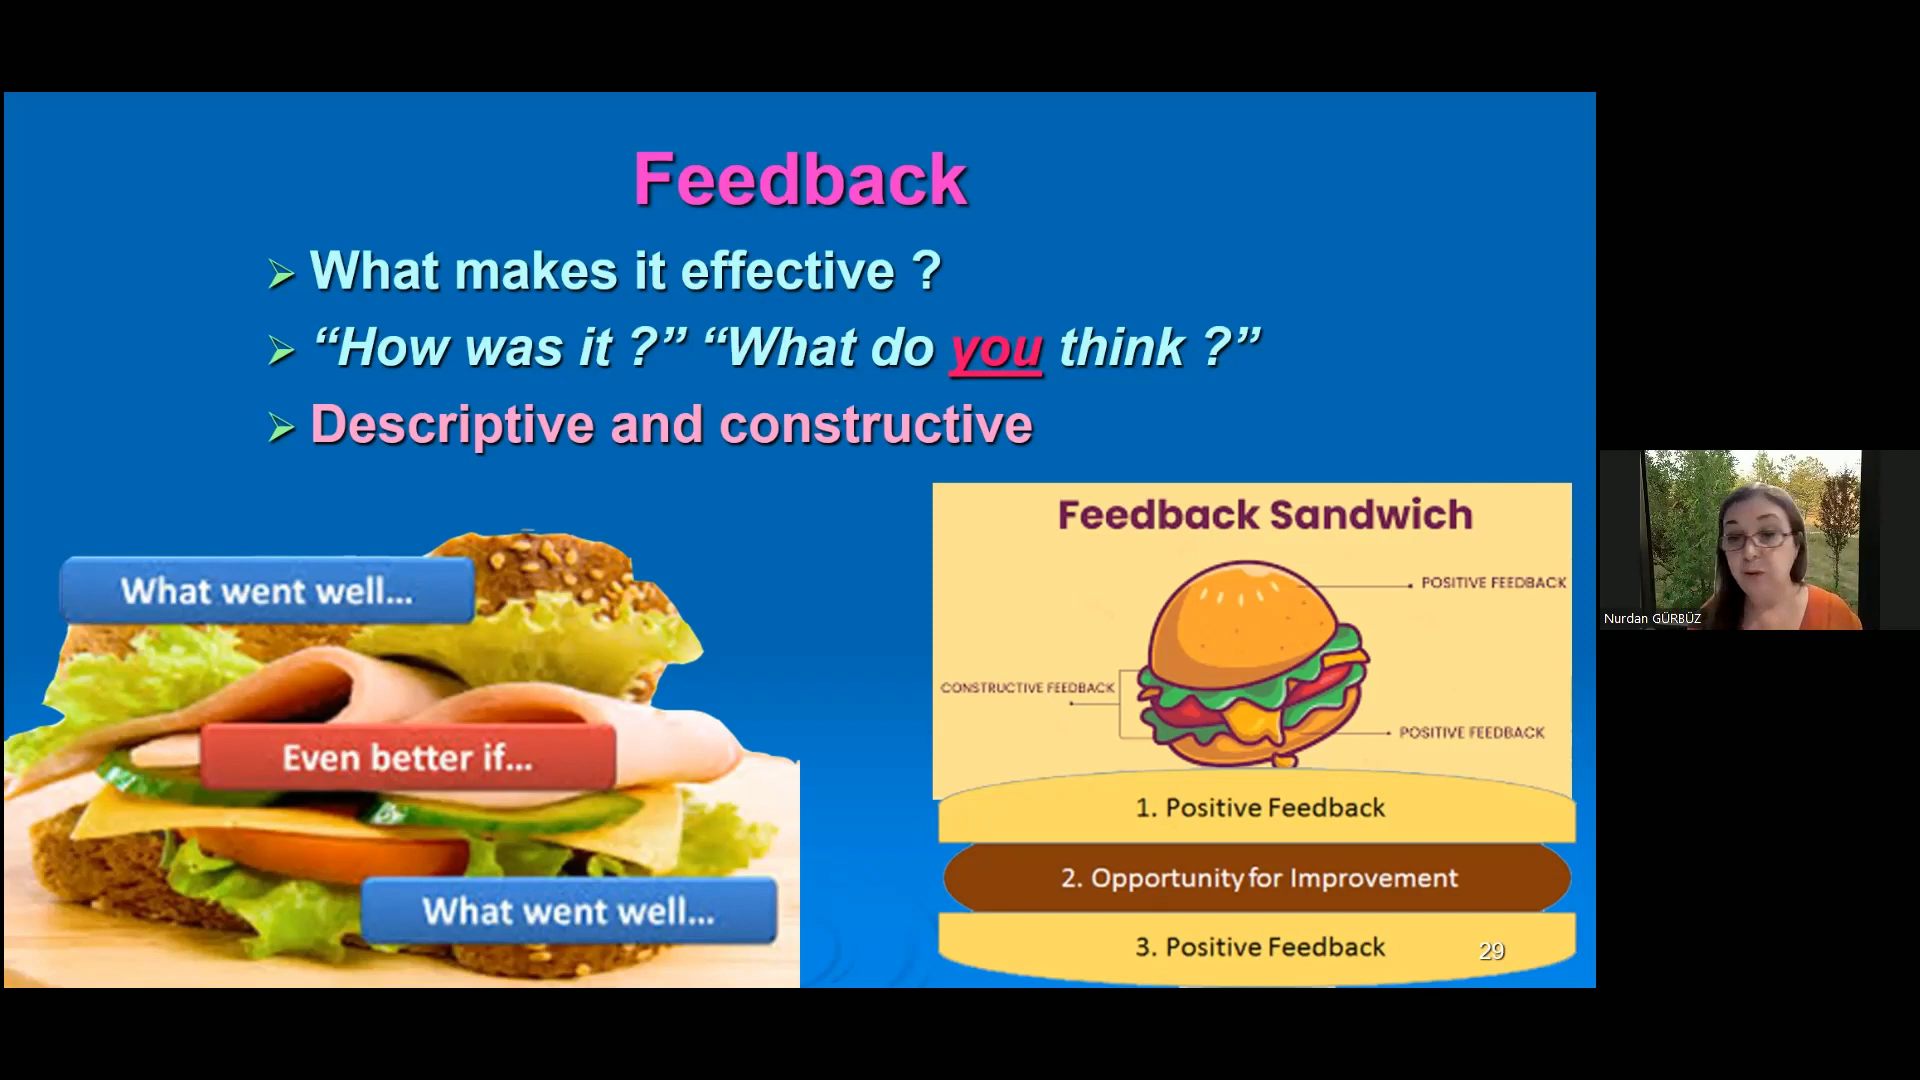 Feedback
What makes it effective ?
“How was it ?” “What do you think ?”
Descriptive and constructive
What went well...
Even better if...
What went well...
Feedback Sandwich
POSITIVE FEEDBACK
CONSTRUCTIVE FEEDBACK
POSITIVE FEEDBACK
1. Positive Feedback
2. Opportunity for Improvement
3. Positive Feedback
29
Nurdan GÜRBÜZ